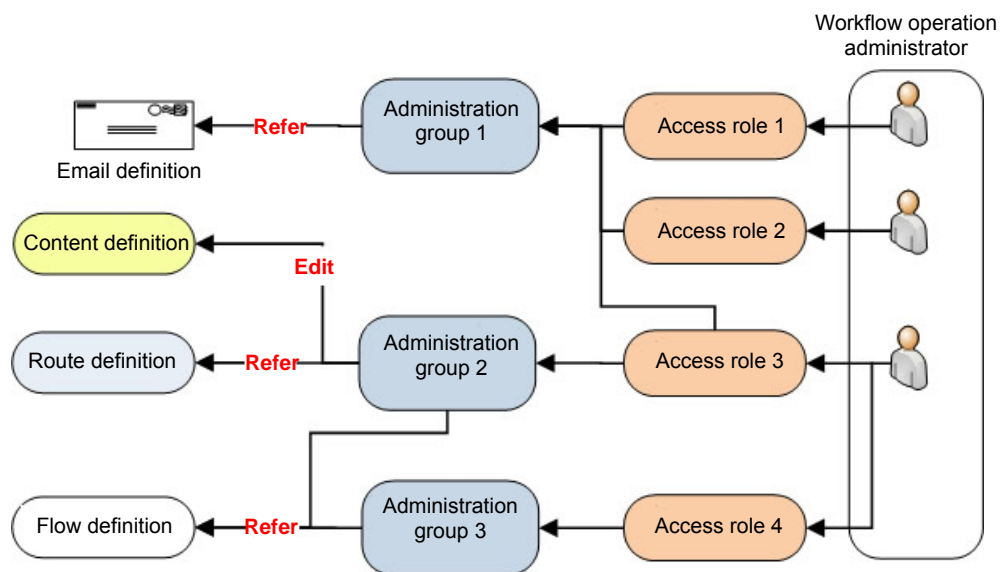 Workflow operation
administrator
Administration
group 1
Access role 1
Refer
Email definition
Access role 2
Content definition
Edit
Administration
group 2
Access role 3
Route definition
Refer
Administration
group 3
Access role 4
Flow definition
Refer